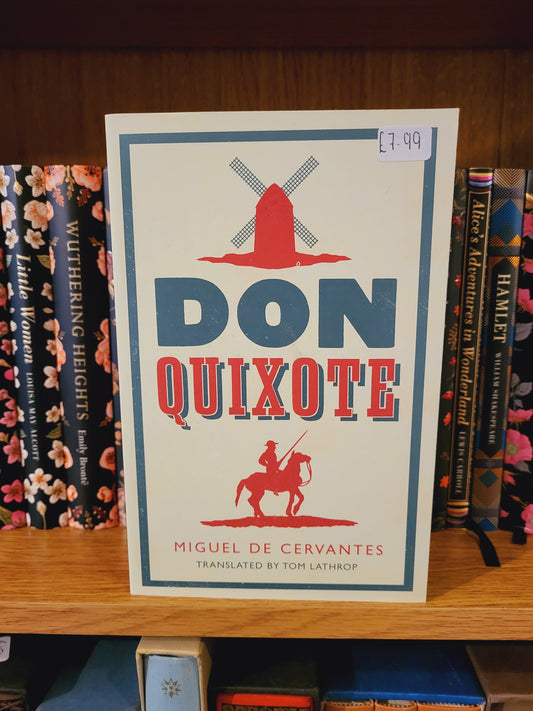 £7.99
DON
QUIXOTE
MIGUEL DE CERVANTES
TRANSLATED BY TOM LATHROP
Little Women
LOUISA MAY ALCOTT
WUTHERING HEIGHTS
Emily Brontë
Alice's Adventures in Wonderland
LEWIS CARROLL
HAMLET
WILLIAM SHAKESPEARE